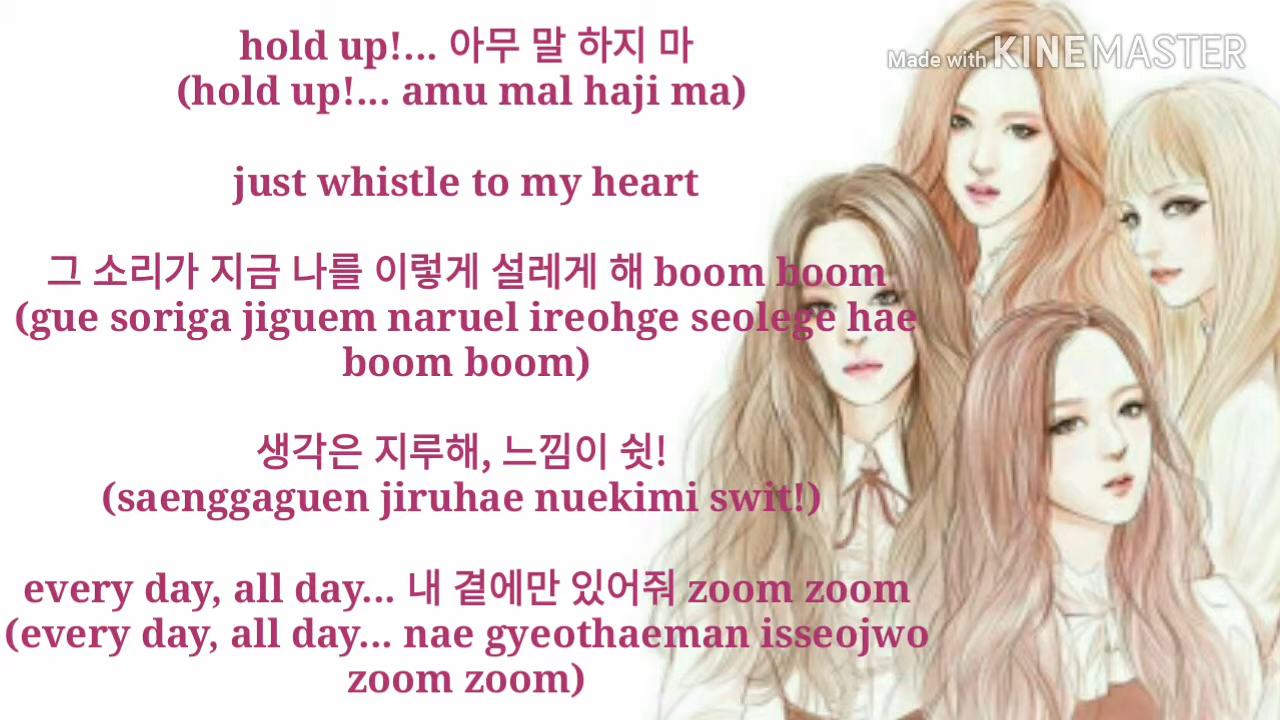 Made with KINEMASTER
hold up!... 아무 말 하지 마
(hold up!... amu mal haji ma)
just whistle to my heart
그 소리가 지금 나를 이렇게 설레게 해 boom boom
(gue soriga jiguem naruel ireohge seolege hae
boom boom)
생각은 지루해, 느낌이 쉿!
(saenggaguen jiruhae nuekimi swit!)
every day, all day... 내 곁에만 있어줘 zoom zoom
(every day, all day... nae gyeothaeman isseojwo
zoom zoom)